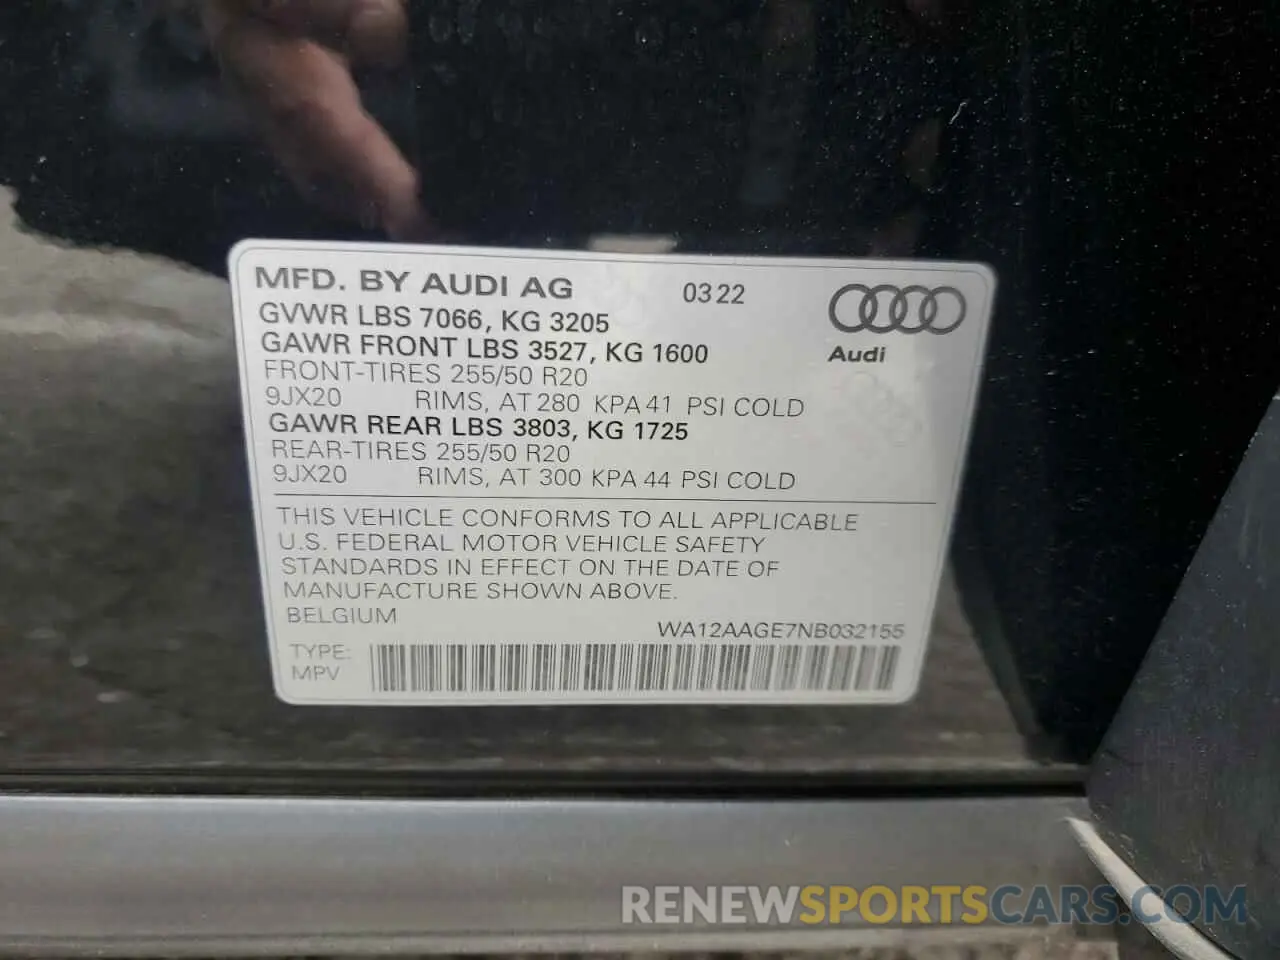 MFD. BY AUDI AG 03 22
GVWR LBS 7066, KG 3205
GAWR FRONT LBS 3527, KG 1600
Audi
FRONT-TIRES 255/50 R20
9JX20 RIMS, AT 280 KPA 41 PSI COLD
GAWR REAR LBS 3803, KG 1725
REAR-TIRES 255/50 R20
9JX20 RIMS, AT 300 KPA 44 PSI COLD
THIS VEHICLE CONFORMS TO ALL APPLICABLE
U.S. FEDERAL MOTOR VEHICLE SAFETY
STANDARDS IN EFFECT ON THE DATE OF
MANUFACTURE SHOWN ABOVE.
BELGIUM WA12AAGE7NB032155
TYPE:
MPV
RENEWSPORTSCARS.COM